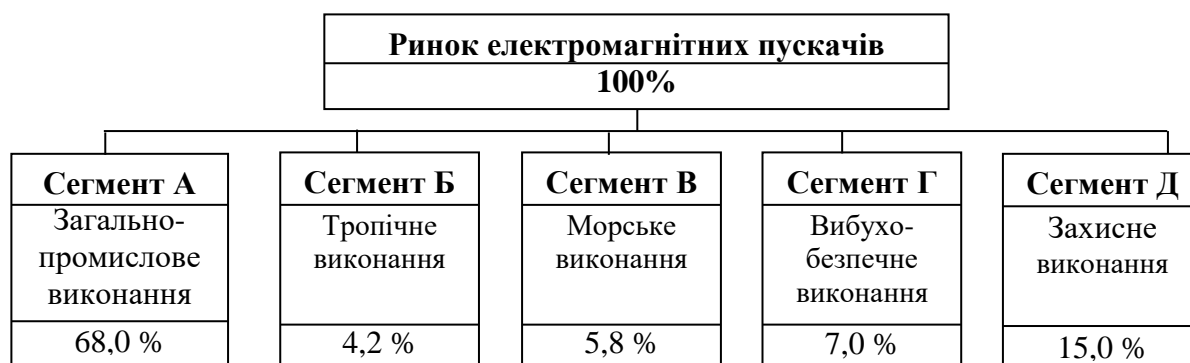 Ринок електромагнітних пускачів
100%
Сегмент А
Загально-
промислове
виконання
68,0 %
Сегмент Б
Тропічне
виконання
4,2 %
Сегмент В
Морське
виконання
5,8 %
Сегмент Г
Вибухо-
безпечне
виконання
7,0 %
Сегмент Д
Захисне
виконання
15,0 %